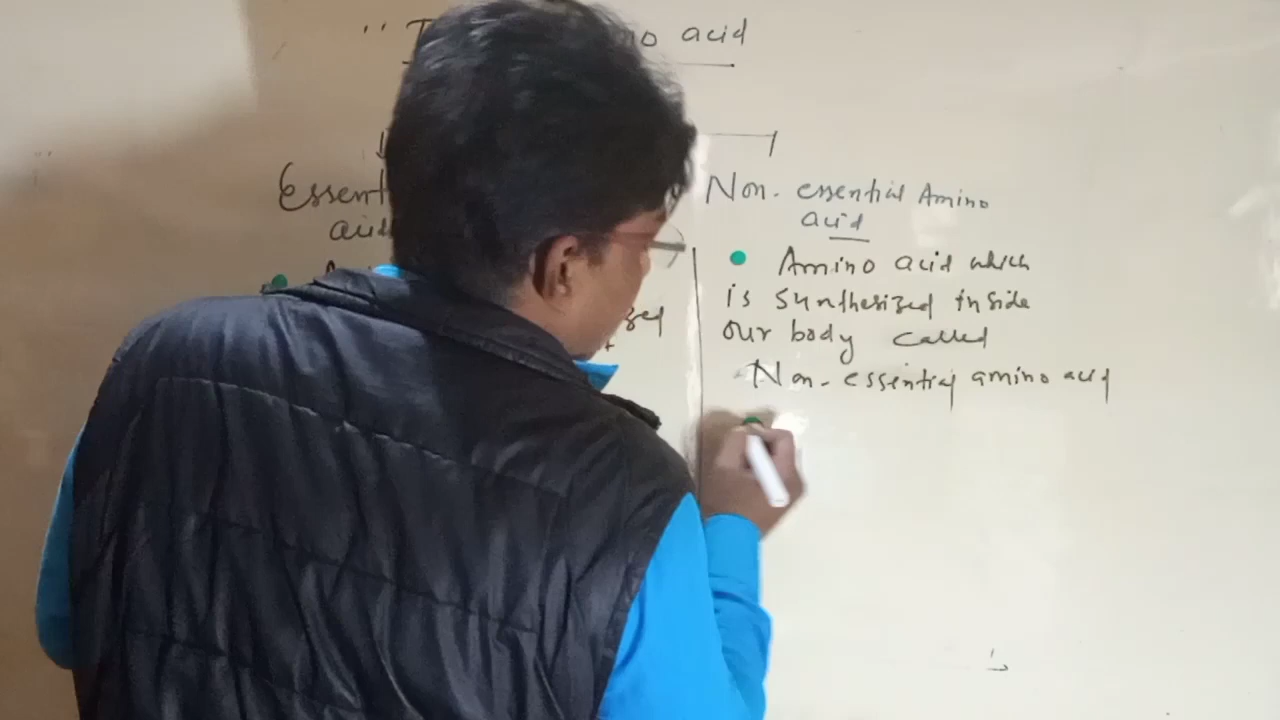 acid
Essent
acid
zed
Non. essential Amino
acid
Amino acid which
is synthesized inside
our body called
Non-essential amino acid